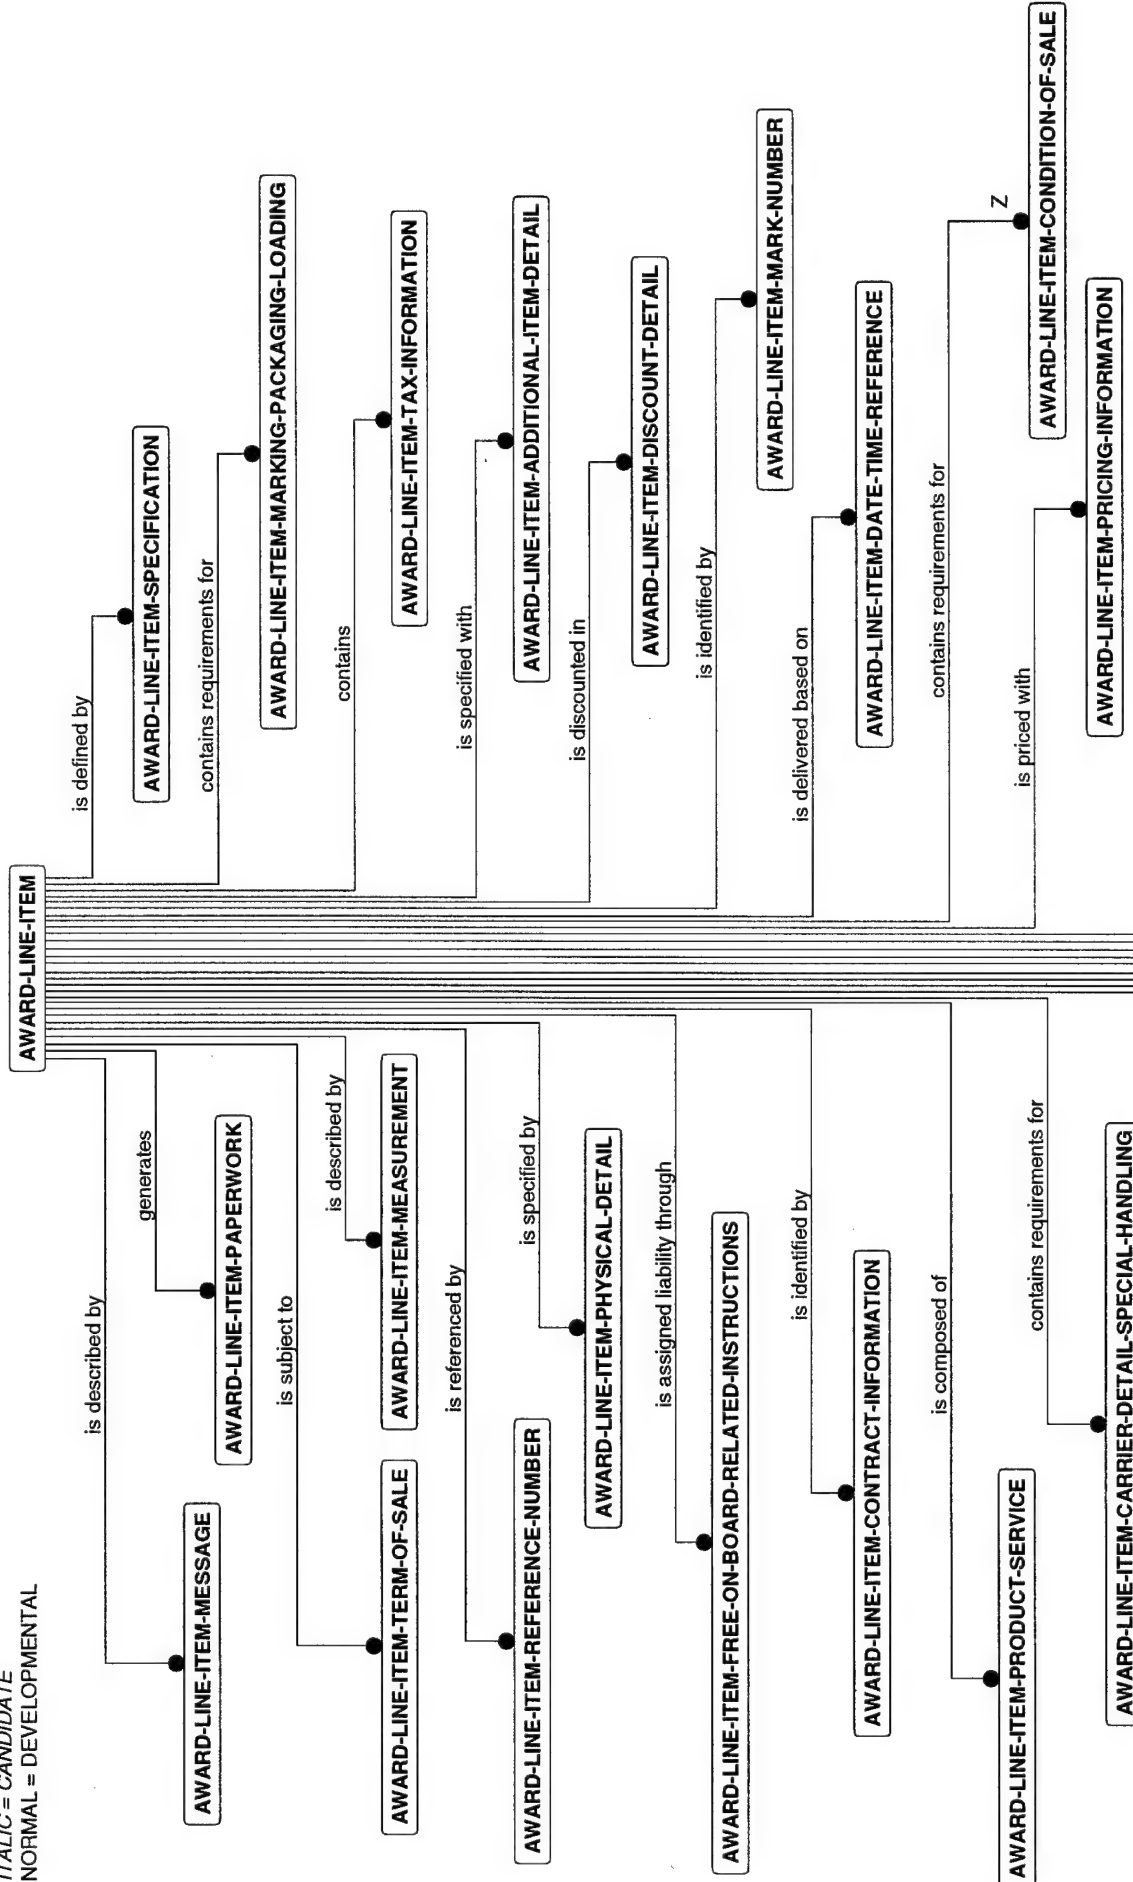 ITALIC = CANDIDATE
NORMAL = DEVELOPMENTAL
AWARD-LINE-ITEM
is described by
AWARD-LINE-ITEM-MESSAGE
generates
AWARD-LINE-ITEM-PAPERWORK
is subject to
AWARD-LINE-ITEM-TERM-OF-SALE
is described by
AWARD-LINE-ITEM-MEASUREMENT
is referenced by
AWARD-LINE-ITEM-REFERENCE-NUMBER
is specified by
AWARD-LINE-ITEM-PHYSICAL-DETAIL
is assigned liability through
AWARD-LINE-ITEM-FREE-ON-BOARD-RELATED-INSTRUCTIONS
is identified by
AWARD-LINE-ITEM-CONTRACT-INFORMATION
is composed of
AWARD-LINE-ITEM-PRODUCT-SERVICE
contains requirements for
AWARD-LINE-ITEM-CARRIER-DETAIL-SPECIAL-HANDLING
is defined by
AWARD-LINE-ITEM-SPECIFICATION
contains requirements for
AWARD-LINE-ITEM-MARKING-PACKAGING-LOADING
contains
AWARD-LINE-ITEM-TAX-INFORMATION
is specified with
AWARD-LINE-ITEM-ADDITIONAL-ITEM-DETAIL
is discounted in
AWARD-LINE-ITEM-DISCOUNT-DETAIL
is identified by
AWARD-LINE-ITEM-MARK-NUMBER
is delivered based on
AWARD-LINE-ITEM-DATE-TIME-REFERENCE
contains requirements for
Z
AWARD-LINE-ITEM-CONDITION-OF-SALE
is priced with
AWARD-LINE-ITEM-PRICING-INFORMATION